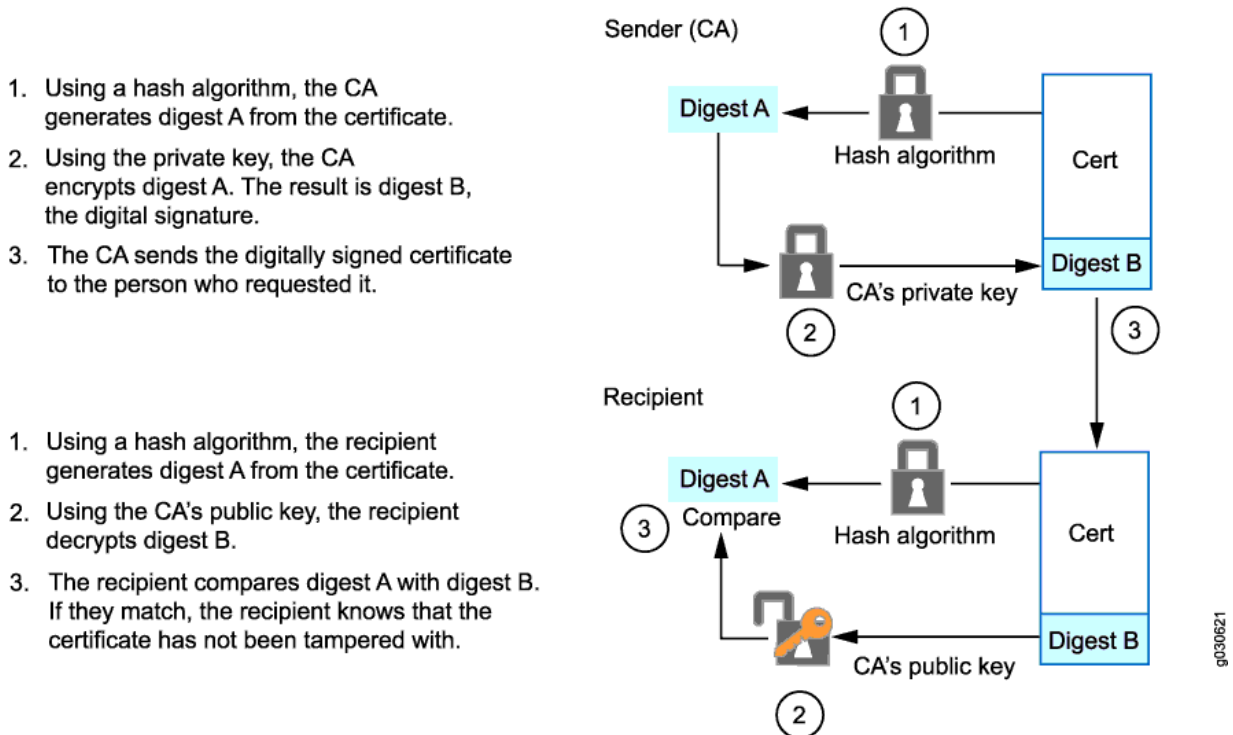 Sender (CA)
1
1. Using a hash algorithm, the CA
generates digest A from the certificate.
2. Using the private key, the CA
encrypts digest A. The result is digest B,
the digital signature.
3. The CA sends the digitally signed certificate
to the person who requested it.
Digest A
Hash algorithm
Cert
Digest B
CA's private key
2
3
Recipient
1
1. Using a hash algorithm, the recipient
generates digest A from the certificate.
2. Using the CA's public key, the recipient
decrypts digest B.
3. The recipient compares digest A with digest B.
If they match, the recipient knows that the
certificate has not been tampered with.
Digest A
3
Compare
Hash algorithm
Cert
Digest B
CA's public key
2
g030621